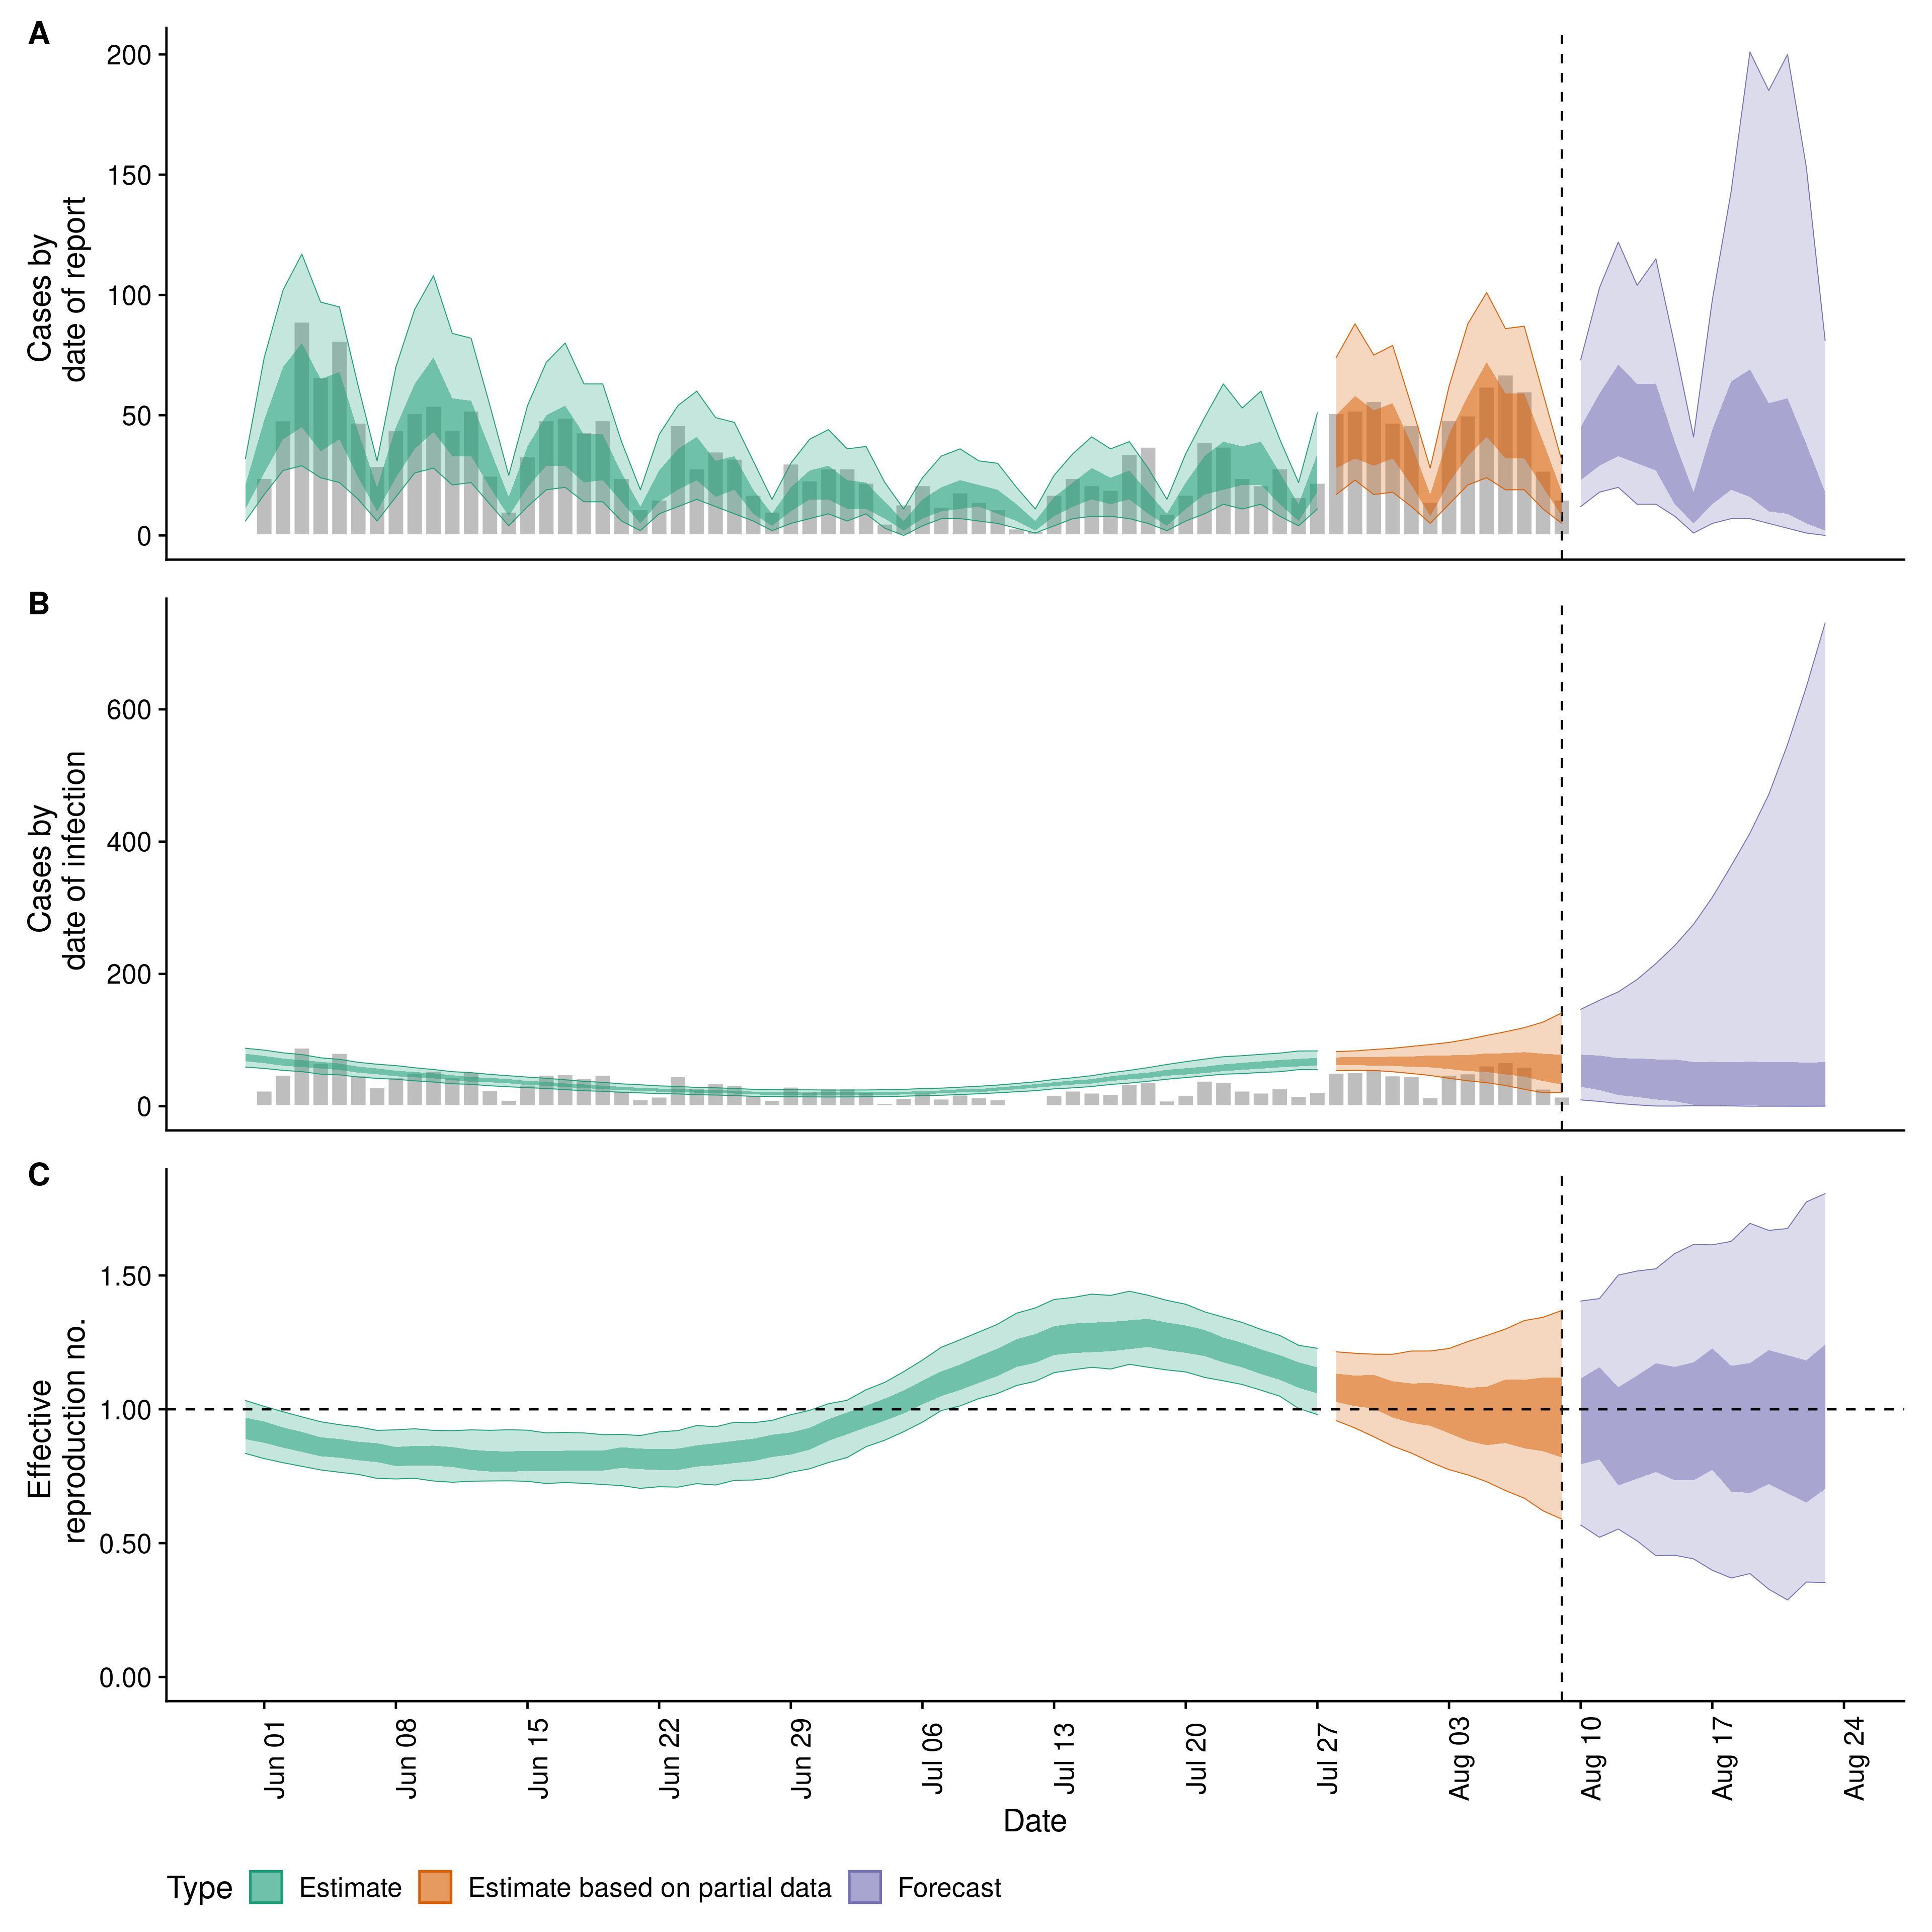 A
200
150
100
50
0
Cases by
date of report
B
600
400
200
0
Cases by
date of infection
C
1.50
1.00
0.50
0.00
Effective
reproduction no.
Jun 01
Jun 08
Jun 15
Jun 22
Jun 29
Jul 06
Jul 13
Jul 20
Jul 27
Aug 03
Aug 10
Aug 17
Aug 24
Date
Type Estimate Estimate based on partial data Forecast